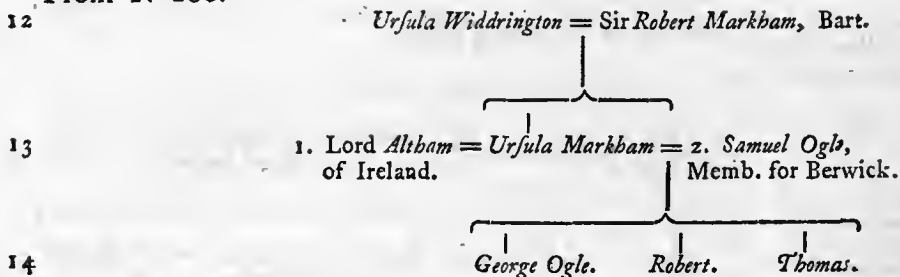 12 Urſula Widdrington = Sir Robert Markham, Bart.
13 1. Lord Altham = Urſula Markham = 2. Samuel Ogle,
of Ireland. Memb. for Berwick.
14 George Ogle. Robert. Thomas.